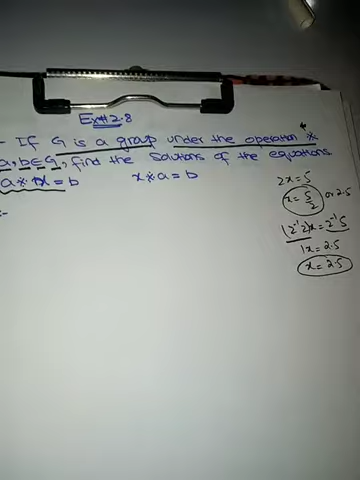 Ex# 2.8
- If G is a group under the operation *
a, b ∈ G, find the solutions of the equations
a * x = b x * a = b
:-
2x = 5
x = 5/2 or 2.5
(2⁻¹2)x = 2⁻¹5
1x = 2.5
x = 2.5